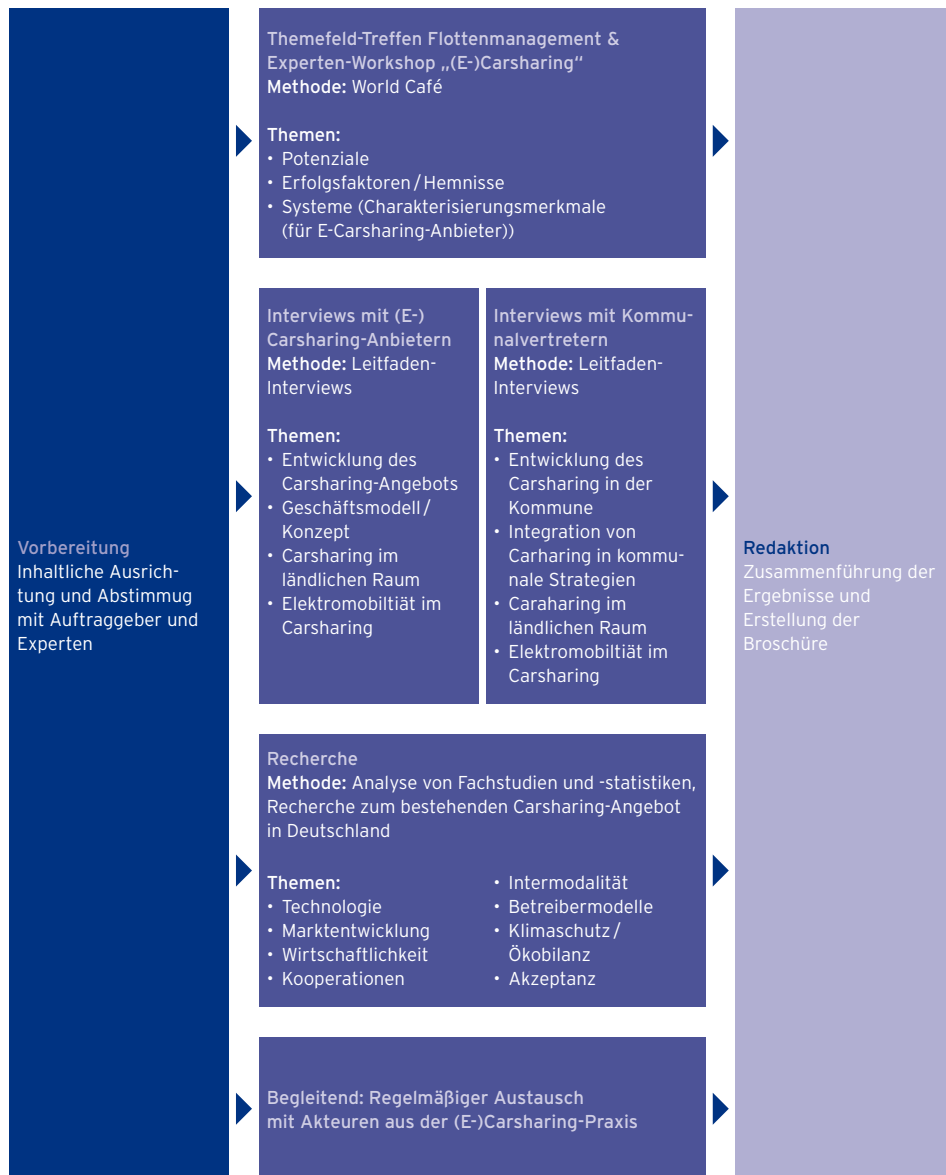 Themefeld-Treffen Flottenmanagement &
Experten-Workshop „(E-)Carsharing“
Methode: World Café
Themen:
• Potenziale
• Erfolgsfaktoren / Hemnisse
• Systeme (Charakterisierungsmerkmale
(für E-Carsharing-Anbieter))
Interviews mit (E-)
Carsharing-Anbietern
Methode: Leitfaden-
Interviews
Themen:
• Entwicklung des
Carsharing-Angebots
• Geschäftsmodell /
Konzept
• Carsharing im
ländlichen Raum
• Elektromobiltiät im
Carsharing
Interviews mit Kommu-
nalvertretern
Methode: Leitfaden-
Interviews
Themen:
• Entwicklung des
Carsharing in der
Kommune
• Integration von
Carharing in kommu-
nale Strategien
• Caraharing im
ländlichen Raum
• Elektromobiltiät im
Carsharing
Vorbereitung
Inhaltliche Ausrich-
tung und Abstimmug
mit Auftraggeber und
Experten
Redaktion
Zusammenführung der
Ergebnisse und
Erstellung der
Broschüre
Recherche
Methode: Analyse von Fachstudien und -statistiken,
Recherche zum bestehenden Carsharing-Angebot
in Deutschland
Themen:
• Technologie
• Marktentwicklung
• Wirtschaftlichkeit
• Kooperationen
• Intermodalität
• Betreibermodelle
• Klimaschutz /
Ökobilanz
• Akzeptanz
Begleitend: Regelmäßiger Austausch
mit Akteuren aus der (E-)Carsharing-Praxis